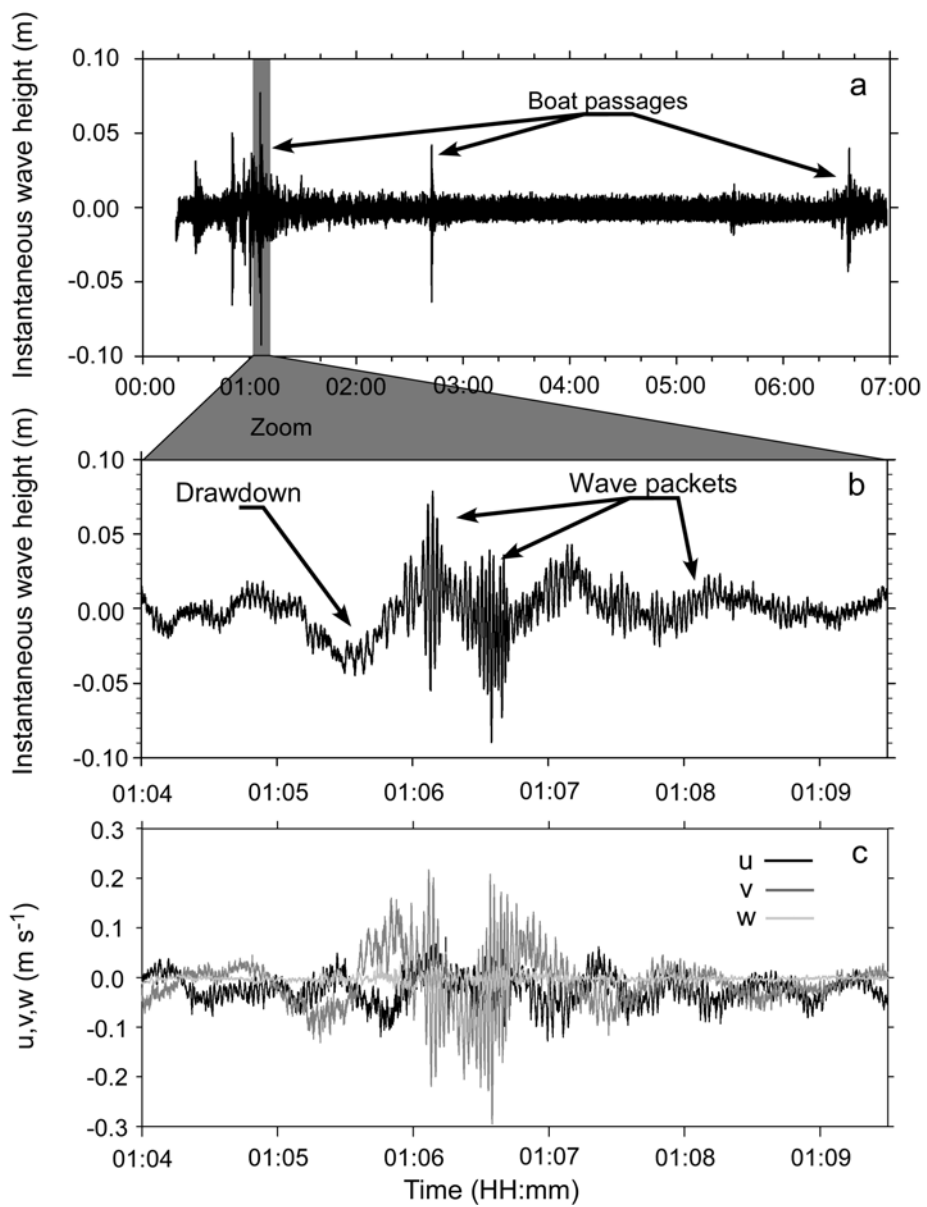 Instantaneous wave height (m)
0.10
0.05
0.00
-0.05
-0.10
a
Boat passages
00:00 01:00 02:00 03:00 04:00 05:00 06:00 07:00
Zoom
Instantaneous wave height (m)
0.10
0.05
0.00
-0.05
-0.10
b
Drawdown
Wave packets
01:04 01:05 01:06 01:07 01:08 01:09
u,v,w (m s⁻¹)
0.3
0.2
0.1
0.0
-0.1
-0.2
-0.3
c
u
v
w
01:04 01:05 01:06 01:07 01:08 01:09
Time (HH:mm)